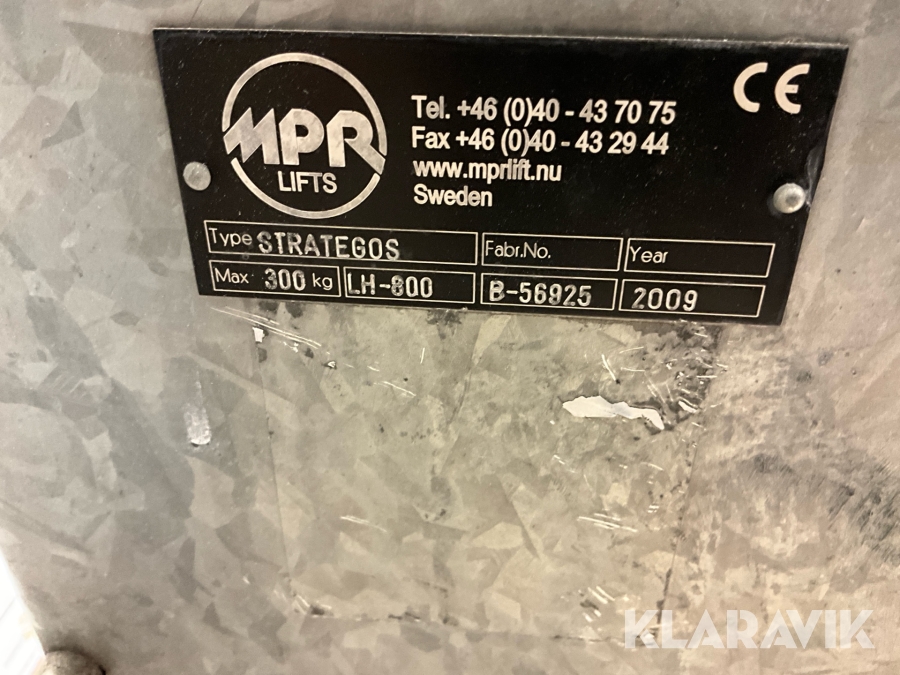 MPR
LIFTS
CE
Tel. +46 (0)40 - 43 70 75
Fax +46 (0)40 - 43 29 44
www.mprlift.nu
Sweden
Type STRATEGOS
Fabr.No.
Year
Max 300 kg
LH-800
B-56925
2009
KLARAVIK